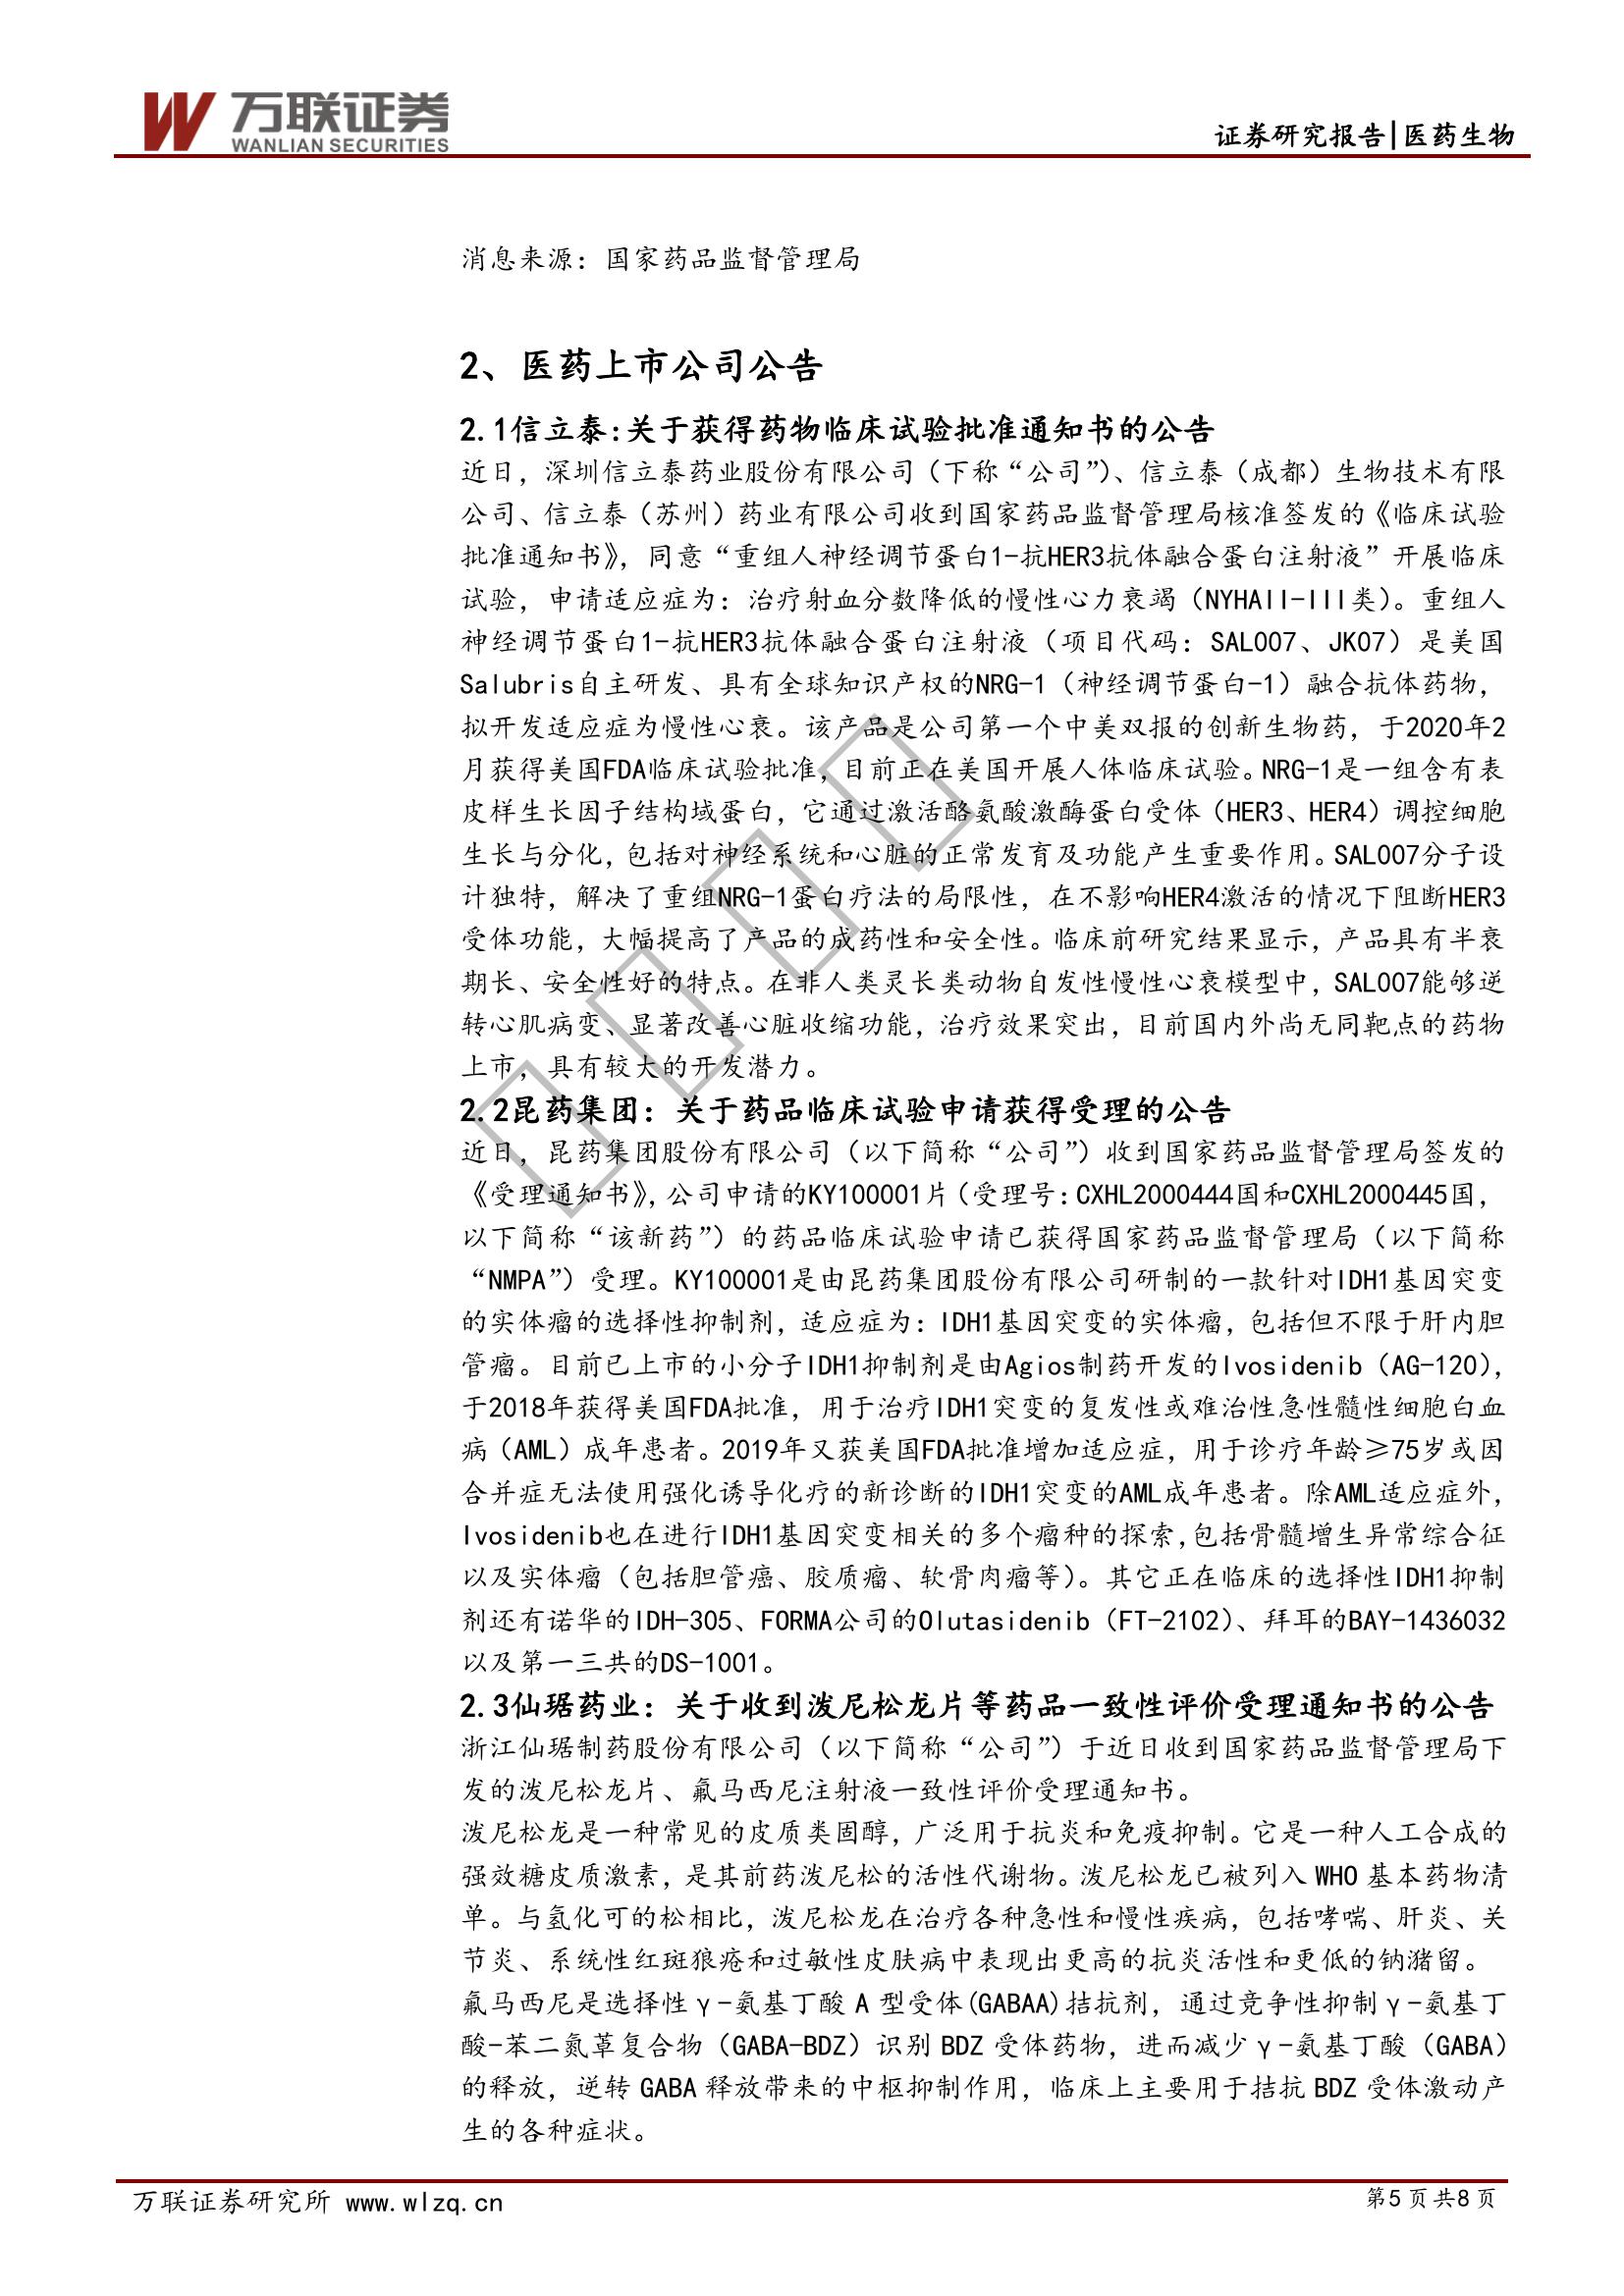 万联证券
WANLIAN SECURITIES
证券研究报告|医药生物
消息来源：国家药品监督管理局
2、医药上市公司公告
2.1信立泰:关于获得药物临床试验批准通知书的公告
近日，深圳信立泰药业股份有限公司（下称“公司”）、信立泰（成都）生物技术有限
公司、信立泰（苏州）药业有限公司收到国家药品监督管理局核准签发的《临床试验
批准通知书》，同意“重组人神经调节蛋白1-抗HER3抗体融合蛋白注射液”开展临床
试验，申请适应症为：治疗射血分数降低的慢性心力衰竭（NYHAII-III类）。重组人
神经调节蛋白1-抗HER3抗体融合蛋白注射液（项目代码：SAL007、JK07）是美国
Salubris自主研发、具有全球知识产权的NRG-1（神经调节蛋白-1）融合抗体药物，
拟开发适应症为慢性心衰。该产品是公司第一个中美双报的创新生物药，于2020年2
月获得美国FDA临床试验批准，目前正在美国开展人体临床试验。NRG-1是一组含有表
皮样生长因子结构域蛋白，它通过激活酪氨酸激酶蛋白受体（HER3、HER4）调控细胞
生长与分化，包括对神经系统和心脏的正常发育及功能产生重要作用。SAL007分子设
计独特，解决了重组NRG-1蛋白疗法的局限性，在不影响HER4激活的情况下阻断HER3
受体功能，大幅提高了产品的成药性和安全性。临床前研究结果显示，产品具有半衰
期长、安全性好的特点。在非人类灵长类动物自发性慢性心衰模型中，SAL007能够逆
转心肌病变、显著改善心脏收缩功能，治疗效果突出，目前国内外尚无同靶点的药物
上市，具有较大的开发潜力。
2.2昆药集团：关于药品临床试验申请获得受理的公告
近日，昆药集团股份有限公司（以下简称“公司”）收到国家药品监督管理局签发的
《受理通知书》，公司申请的KY100001片（受理号：CXHL2000444国和CXHL2000445国，
以下简称“该新药”）的药品临床试验申请已获得国家药品监督管理局（以下简称
“NMPA”）受理。KY100001是由昆药集团股份有限公司研制的一款针对IDH1基因突变
的实体瘤的选择性抑制剂，适应症为：IDH1基因突变的实体瘤，包括但不限于肝内胆
管瘤。目前已上市的小分子IDH1抑制剂是由Agios制药开发的Ivosidenib（AG-120），
于2018年获得美国FDA批准，用于治疗IDH1突变的复发性或难治性急性髓性细胞白血
病（AML）成年患者。2019年又获美国FDA批准增加适应症，用于诊疗年龄≥75岁或因
合并症无法使用强化诱导化疗的新诊断的IDH1突变的AML成年患者。除AML适应症外，
Ivosidenib也在进行IDH1基因突变相关的多个瘤种的探索，包括骨髓增生异常综合征
以及实体瘤（包括胆管癌、胶质瘤、软骨肉瘤等）。其它正在临床的选择性IDH1抑制
剂还有诺华的IDH-305、FORMA公司的Olutasidenib（FT-2102）、拜耳的BAY-1436032
以及第一三共的DS-1001。
2.3仙琚药业：关于收到泼尼松龙片等药品一致性评价受理通知书的公告
浙江仙琚制药股份有限公司（以下简称“公司”）于近日收到国家药品监督管理局下
发的泼尼松龙片、氟马西尼注射液一致性评价受理通知书。
泼尼松龙是一种常见的皮质类固醇，广泛用于抗炎和免疫抑制。它是一种人工合成的
强效糖皮质激素，是其前药泼尼松的活性代谢物。泼尼松龙已被列入 WHO 基本药物清
单。与氢化可的松相比，泼尼松龙在治疗各种急性和慢性疾病，包括哮喘、肝炎、关
节炎、系统性红斑狼疮和过敏性皮肤病中表现出更高的抗炎活性和更低的钠潴留。
氟马西尼是选择性γ-氨基丁酸 A 型受体(GABAA)拮抗剂，通过竞争性抑制γ-氨基丁
酸-苯二氮䓬复合物（GABA-BDZ）识别 BDZ 受体药物，进而减少γ-氨基丁酸（GABA）
的释放，逆转 GABA 释放带来的中枢抑制作用，临床上主要用于拮抗 BDZ 受体激动产
生的各种症状。
万联证券研究所 www.wlzq.cn
第5页共8页